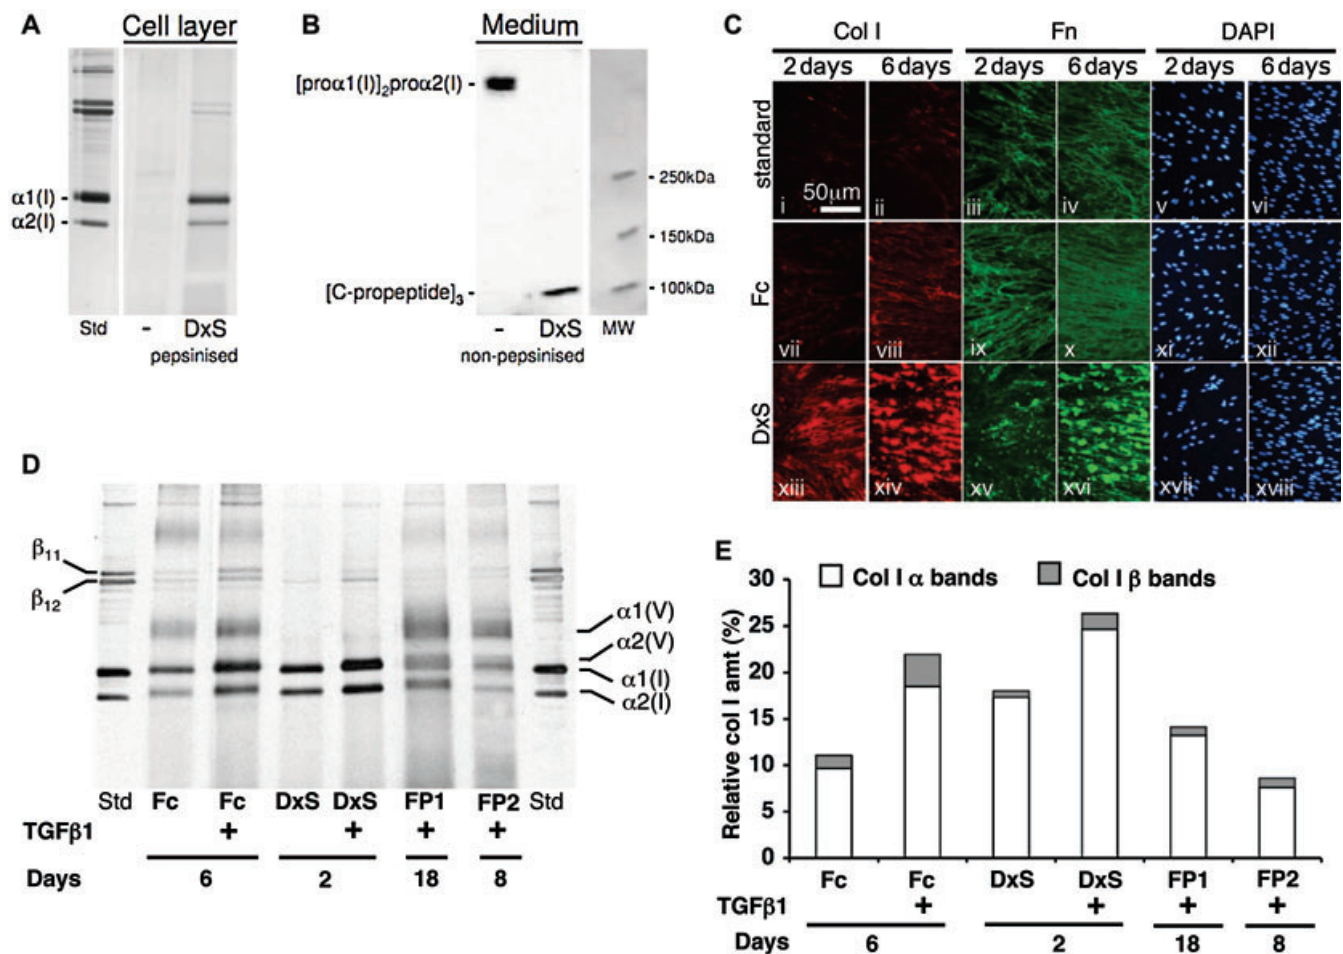 A
Cell layer
α1(I)
α2(I)
Std
-
DxS
pepsinised
B
Medium
[proα1(I)]2proα2(I) -
- 250kDa
- 150kDa
[C-propeptide]3
- 100kDa
-
DxS
MW
non-pepsinised
C
Col I
Fn
DAPI
2 days
6 days
2 days
6 days
2 days
6 days
standard
50µm
i
ii
iii
iv
v
vi
Fc
vii
viii
ix
x
xi
xii
DxS
xiii
xiv
xv
xvi
xvii
xviii
D
β11
β12
α1(V)
α2(V)
α1(I)
α2(I)
Std
Fc
Fc
DxS
DxS
FP1
FP2
Std
TGFβ1
+
+
+
+
Days
6
2
18
8
E
Col I α bands
Col I β bands
Relative col I amt (%)
30
25
20
15
10
5
0
Fc
Fc
DxS
DxS
FP1
FP2
TGFβ1
+
+
+
+
Days
6
2
18
8